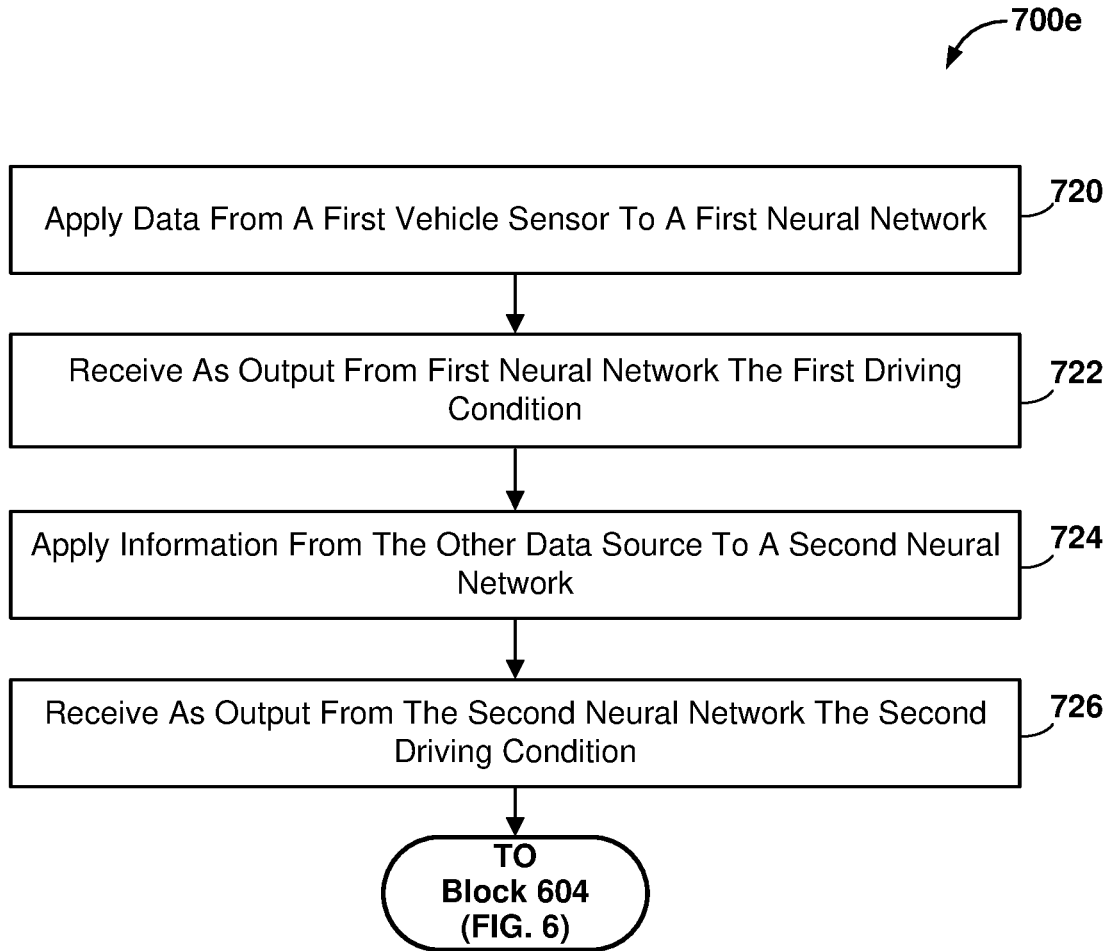 700e
Apply Data From A First Vehicle Sensor To A First Neural Network
720
Receive As Output From First Neural Network The First Driving
Condition
722
Apply Information From The Other Data Source To A Second Neural
Network
724
Receive As Output From The Second Neural Network The Second
Driving Condition
726
TO
Block 604
(FIG. 6)